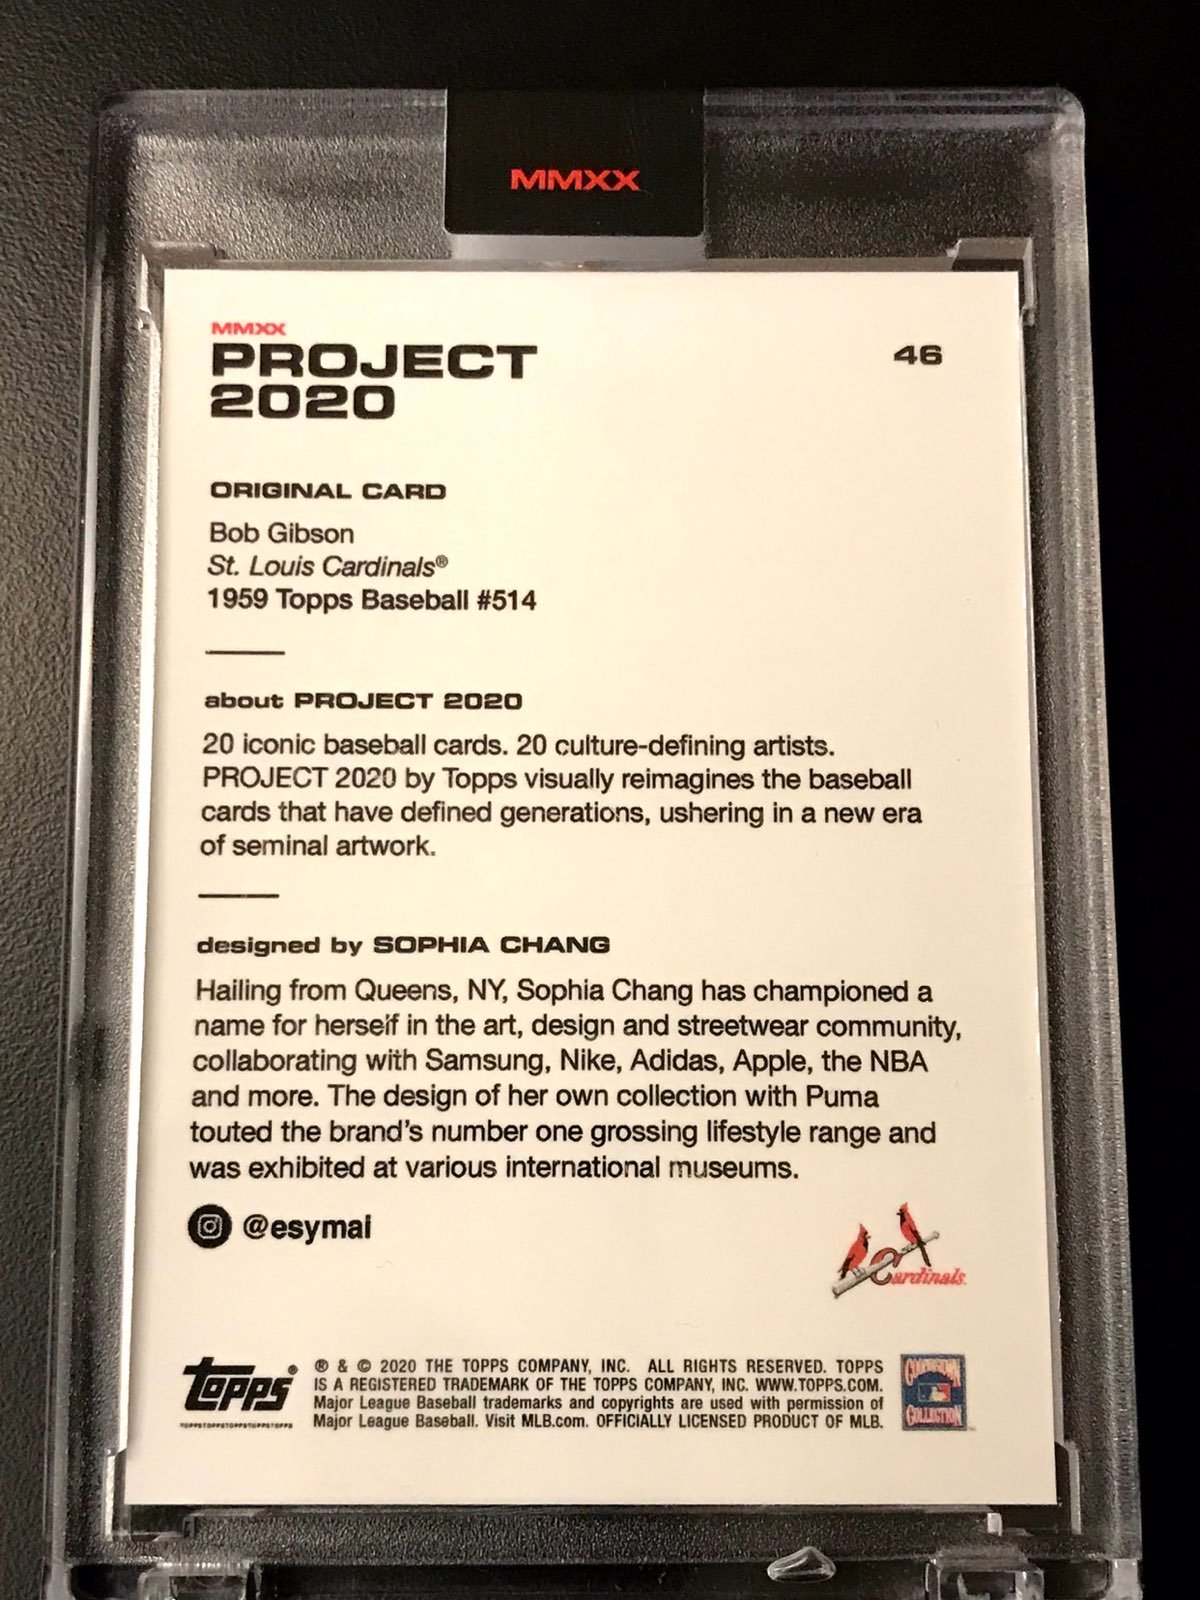 MMXX
MMXX
PROJECT 46
2020
ORIGINAL CARD
Bob Gibson
St. Louis Cardinals®
1959 Topps Baseball #514
about PROJECT 2020
20 iconic baseball cards. 20 culture-defining artists.
PROJECT 2020 by Topps visually reimagines the baseball
cards that have defined generations, ushering in a new era
of seminal artwork.
designed by SOPHIA CHANG
Hailing from Queens, NY, Sophia Chang has championed a
name for herself in the art, design and streetwear community,
collaborating with Samsung, Nike, Adidas, Apple, the NBA
and more. The design of her own collection with Puma
touted the brand's number one grossing lifestyle range and
was exhibited at various international museums.
@esymai
Cardinals
topps®
TOPPSTOPPSTOPPSTOPPSTOPPS
® & © 2020 THE TOPPS COMPANY, INC. ALL RIGHTS RESERVED. TOPPS
IS A REGISTERED TRADEMARK OF THE TOPPS COMPANY, INC. WWW.TOPPS.COM.
Major League Baseball trademarks and copyrights are used with permission of
Major League Baseball. Visit MLB.com. OFFICIALLY LICENSED PRODUCT OF MLB.
COOPERSTOWN
COLLECTION